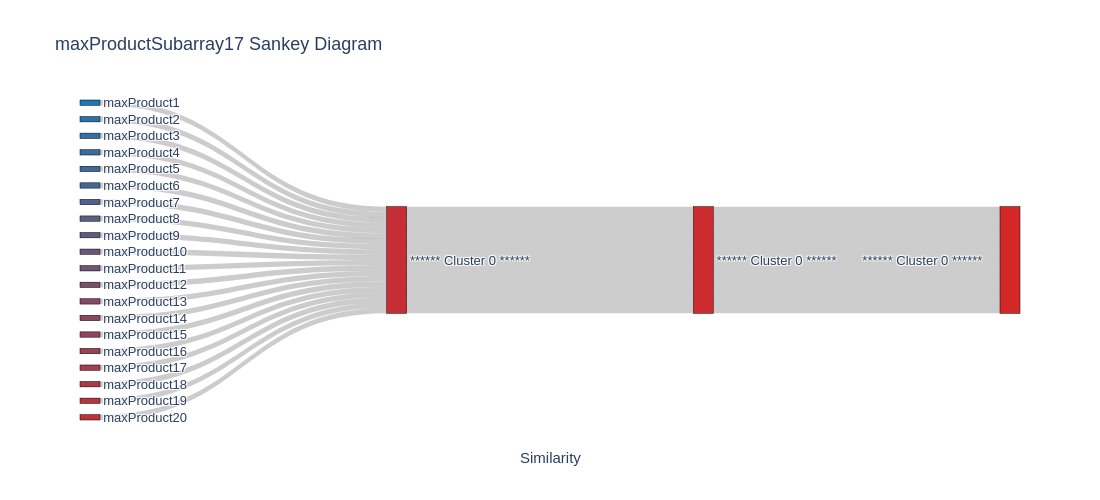 maxProductSubarray17 Sankey Diagram
maxProduct1
maxProduct2
maxProduct3
maxProduct4
maxProduct5
maxProduct6
maxProduct7
maxProduct8
maxProduct9
maxProduct10
maxProduct11
maxProduct12
maxProduct13
maxProduct14
maxProduct15
maxProduct16
maxProduct17
maxProduct18
maxProduct19
maxProduct20
****** Cluster 0 ******
****** Cluster 0 ******
****** Cluster 0 ******
Similarity